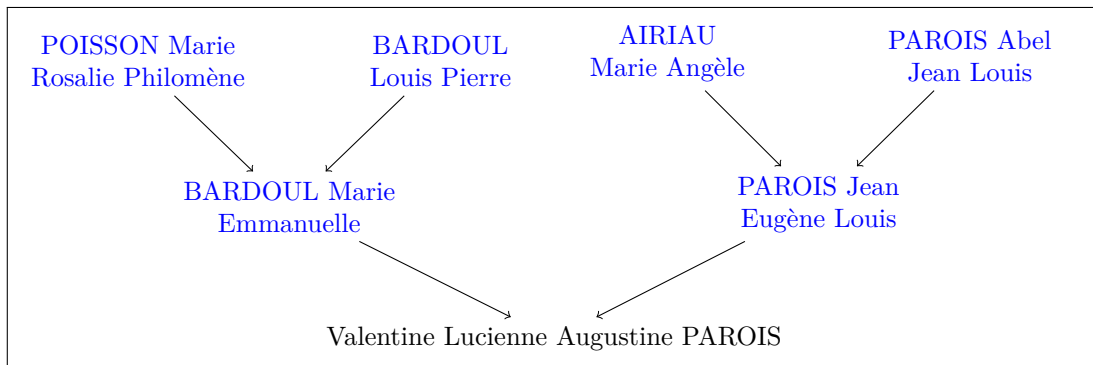 POISSON Marie
Rosalie Philomène
BARDOUL
Louis Pierre
AIRIAU
Marie Angèle
PAROIS Abel
Jean Louis
BARDOUL Marie
Emmanuelle
PAROIS Jean
Eugène Louis
Valentine Lucienne Augustine PAROIS